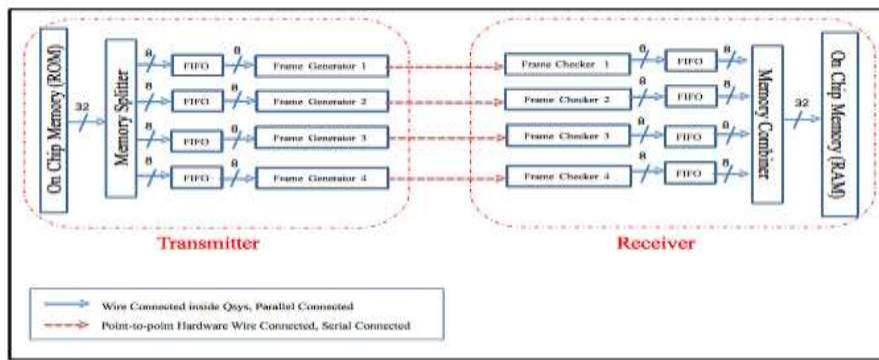 On Chip Memory (ROM)
32
Memory Splitter
8
FIFO
8
Frame Generator 1
8
FIFO
8
Frame Generator 2
8
FIFO
8
Frame Generator 3
8
FIFO
8
Frame Generator 4
Transmitter
Frame Checker 1
8
FIFO
8
Frame Checker 2
8
FIFO
8
Frame Checker 3
8
FIFO
8
Frame Checker 4
8
FIFO
8
Memory Combiner
32
On Chip Memory (RAM)
Receiver
Wire Connected inside Qsys, Parallel Connected
Point-to-point Hardware Wire Connected, Serial Connected